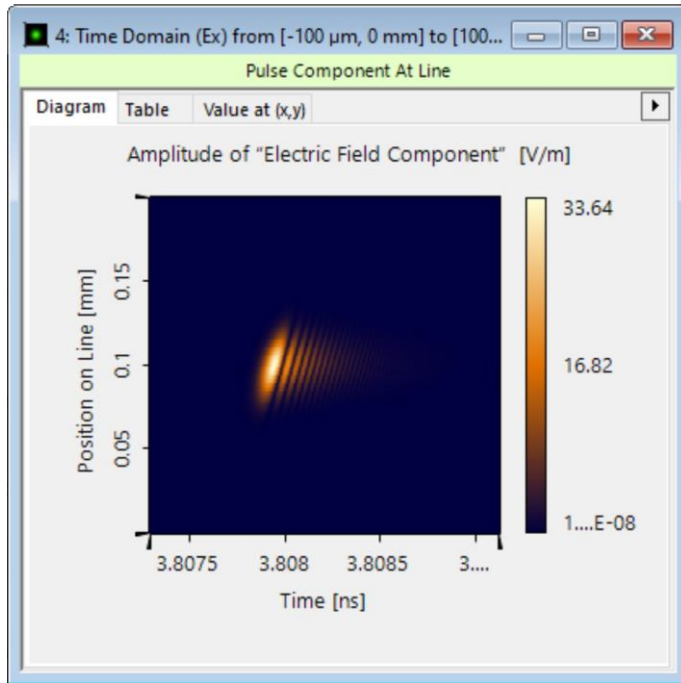 4: Time Domain (Ex) from [-100 µm, 0 mm] to [100...
Pulse Component At Line
Diagram Table Value at (x,y)
Amplitude of "Electric Field Component" [V/m]
33.64
16.82
1....E-08
Position on Line [mm]
0.15
0.1
0.05
3.8075 3.808 3.8085 3....
Time [ns]